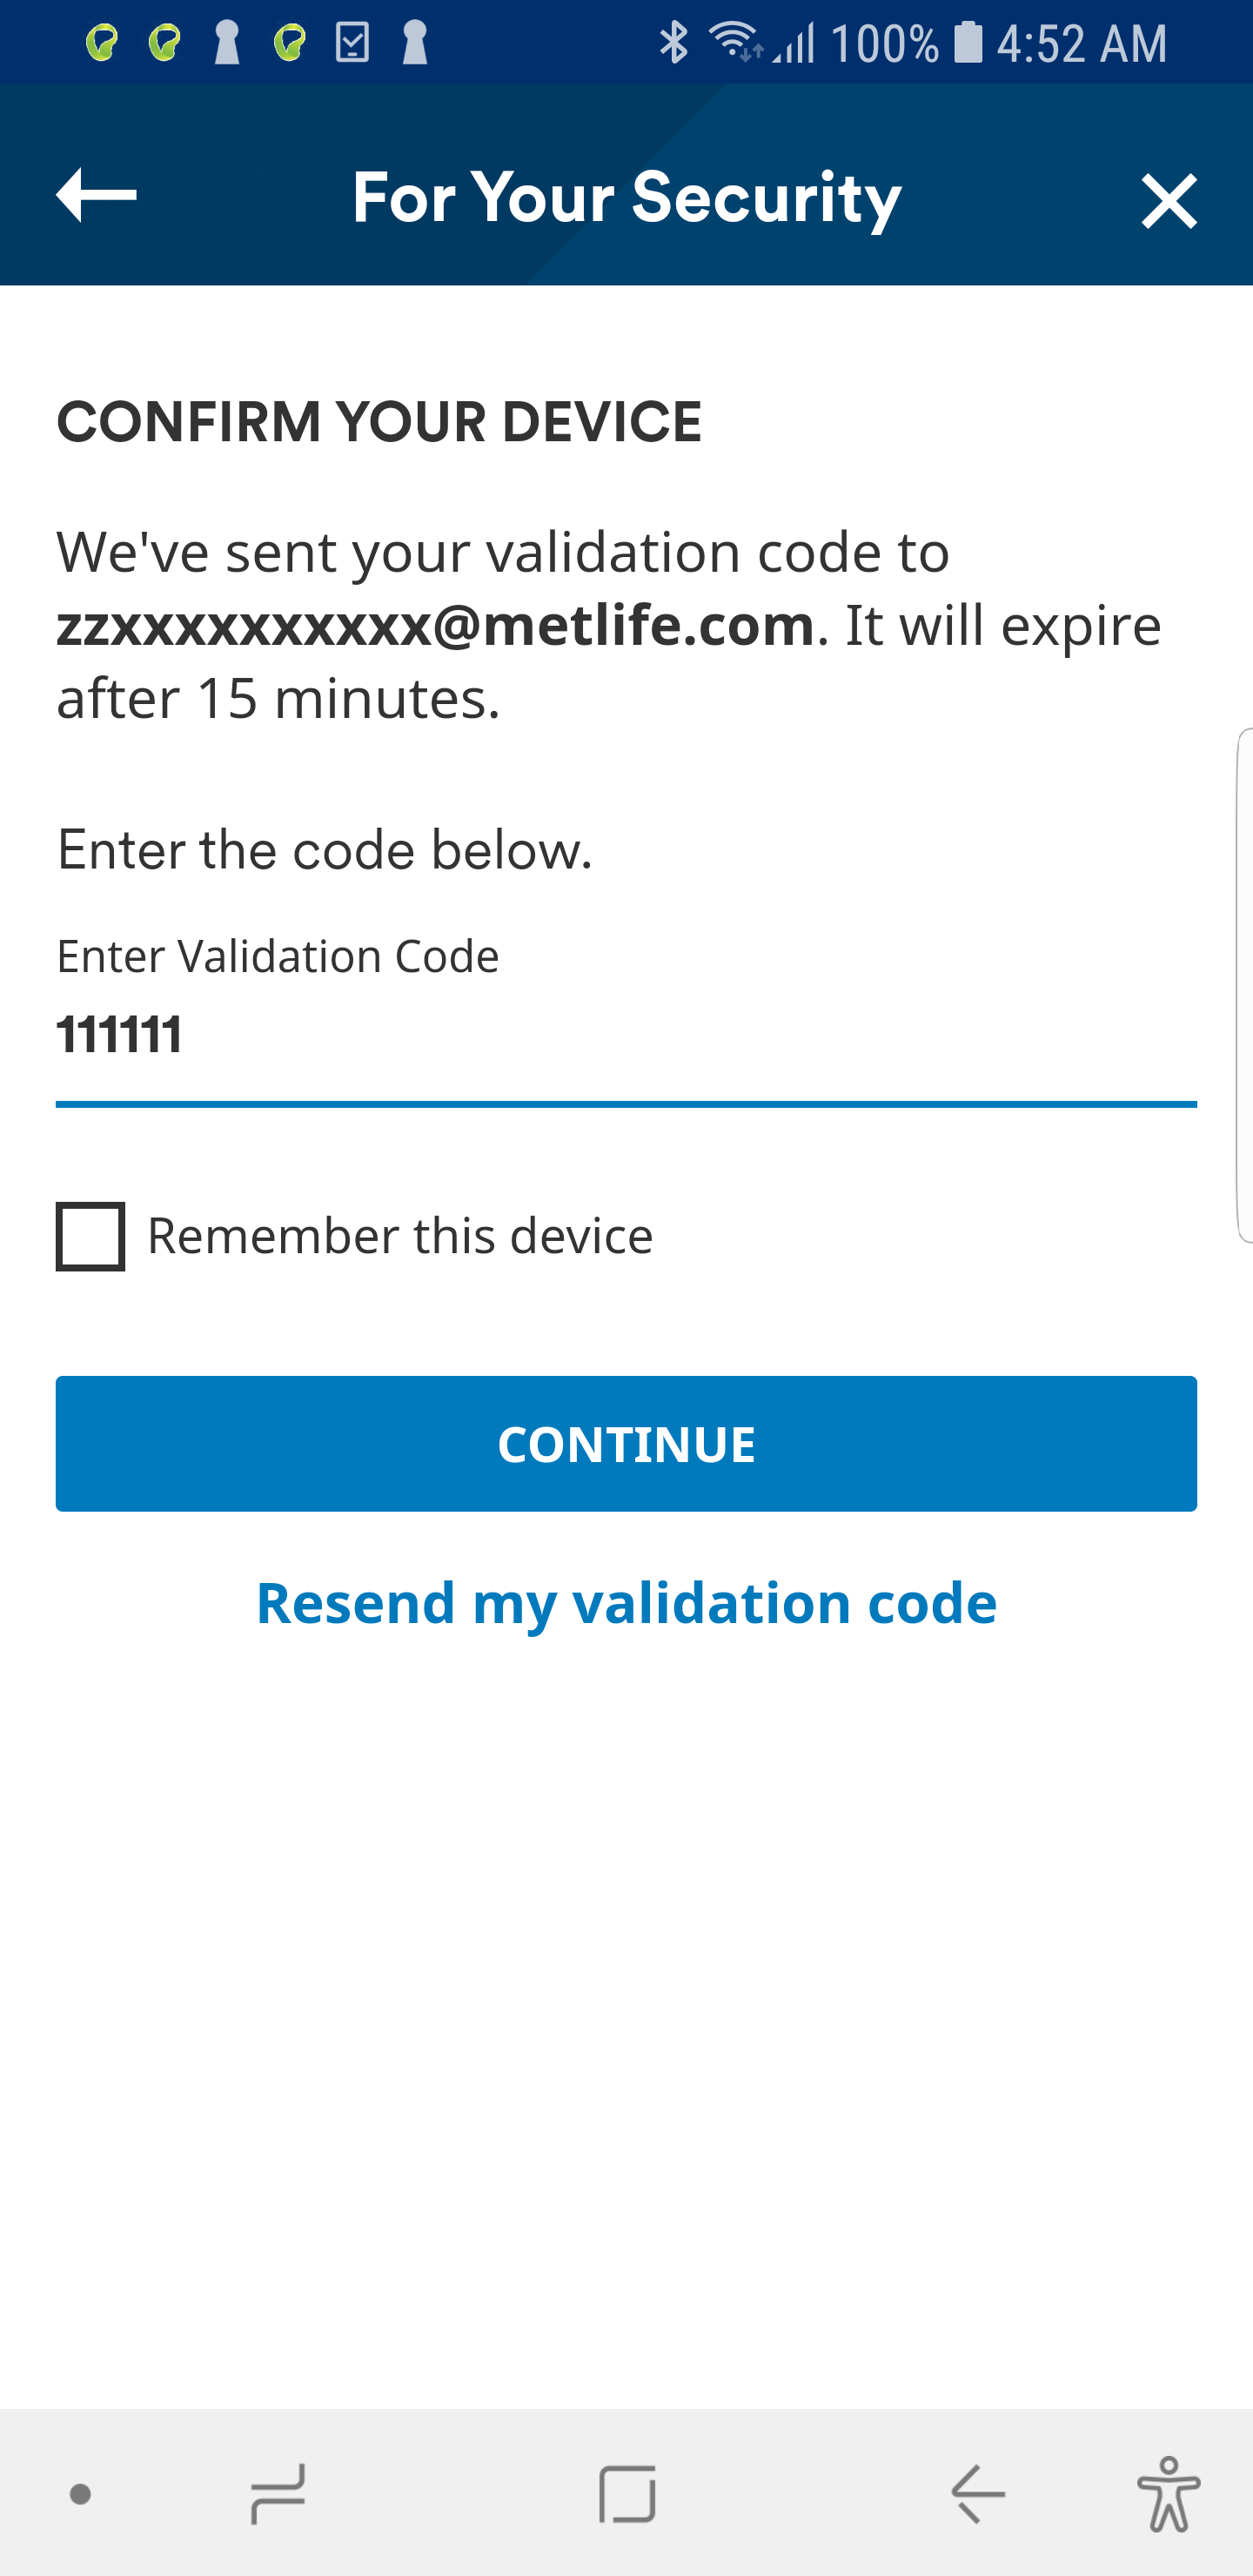 100% 4:52 AM
For Your Security
CONFIRM YOUR DEVICE
We've sent your validation code to
zzxxxxxxxxxx@metlife.com. It will expire
after 15 minutes.
Enter the code below.
Enter Validation Code
111111
Remember this device
CONTINUE
Resend my validation code